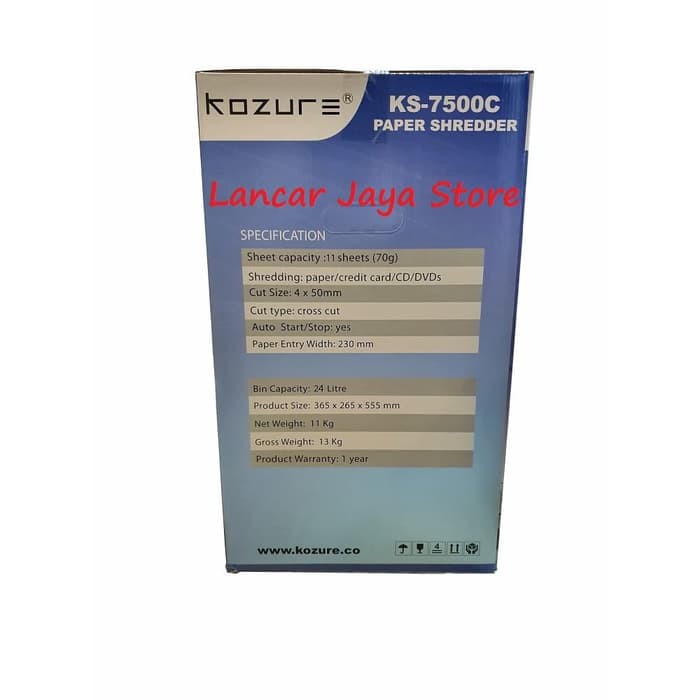 kozure®
KS-7500C
PAPER SHREDDER
Lancar Jaya Store
SPECIFICATION
Sheet capacity :11 sheets (70g)
Shredding: paper/credit card/CD/DVDs
Cut Size: 4 x 50mm
Cut type: cross cut
Auto Start/Stop: yes
Paper Entry Width: 230 mm
Bin Capacity: 24 Litre
Product Size: 365 x 265 x 555 mm
Net Weight: 11 Kg
Gross Weight: 13 Kg
Product Warranty: 1 year
www.kozure.co
4